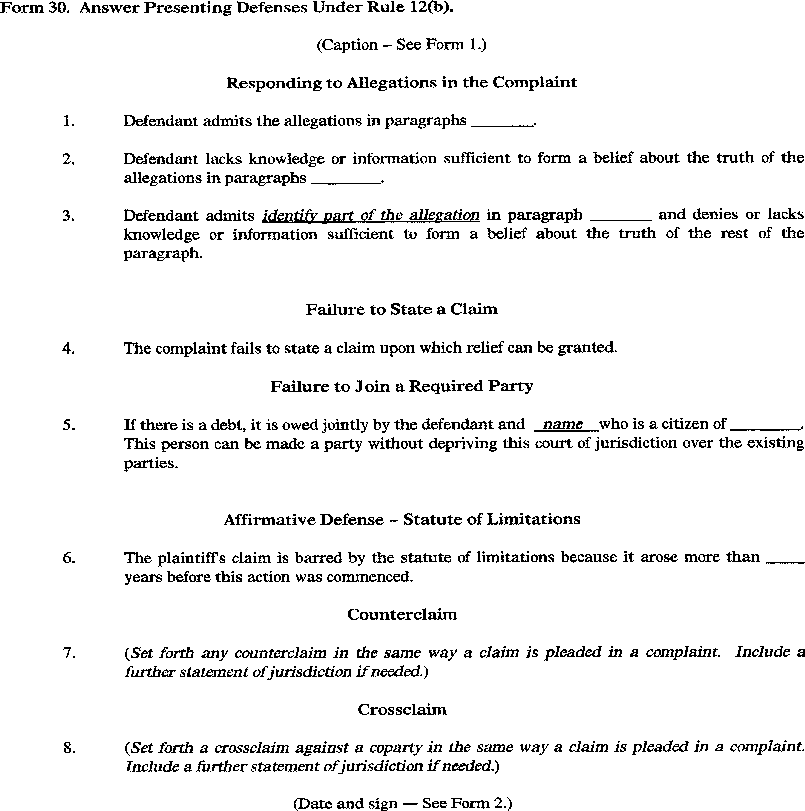 Form 30. Answer Presenting Defenses Under Rule 12(b).
(Caption – See Form 1.)
Responding to Allegations in the Complaint
1. Defendant admits the allegations in paragraphs ________.
2. Defendant lacks knowledge or information sufficient to form a belief about the truth of the
allegations in paragraphs ________.
3. Defendant admits identify part of the allegation in paragraph _______ and denies or lacks
knowledge or information sufficient to form a belief about the truth of the rest of the
paragraph.
Failure to State a Claim
4. The complaint fails to state a claim upon which relief can be granted.
Failure to Join a Required Party
5. If there is a debt, it is owed jointly by the defendant and _name_ who is a citizen of ________.
This person can be made a party without depriving this court of jurisdiction over the existing
parties.
Affirmative Defense – Statute of Limitations
6. The plaintiff's claim is barred by the statute of limitations because it arose more than ____
years before this action was commenced.
Counterclaim
7. (Set forth any counterclaim in the same way a claim is pleaded in a complaint. Include a
further statement of jurisdiction if needed.)
Crossclaim
8. (Set forth a crossclaim against a coparty in the same way a claim is pleaded in a complaint.
Include a further statement of jurisdiction if needed.)
(Date and sign — See Form 2.)